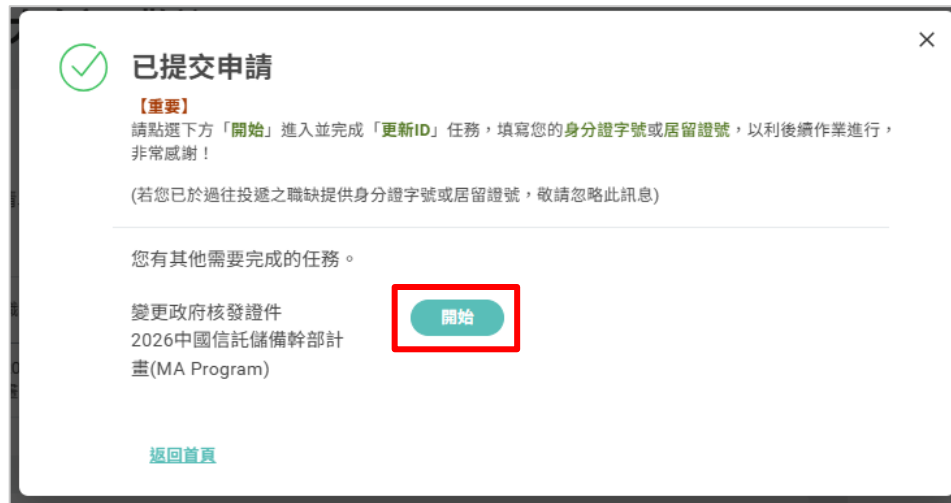 已提交申請
【重要】
請點選下方「開始」進入並完成「更新ID」任務，填寫您的身分證字號或居留證號，以利後續作業進行，
非常感謝！
(若您已於過往投遞之職缺提供身分證字號或居留證號，敬請忽略此訊息)
您有其他需要完成的任務。
變更政府核發證件
2026中國信託儲備幹部計
畫(MA Program)
開始
返回首頁